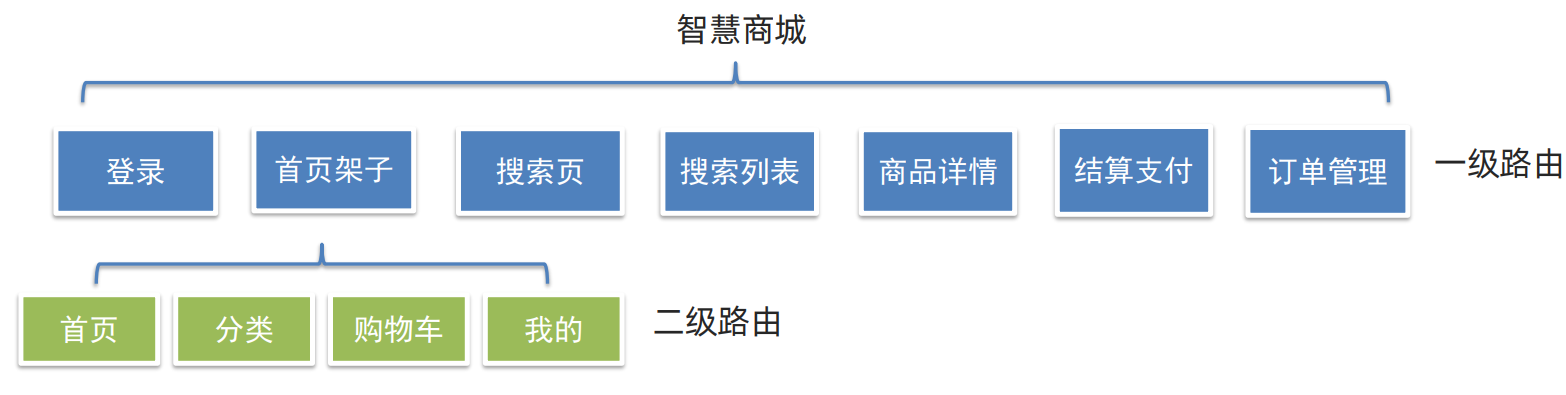 智慧商城
登录
首页架子
搜索页
搜索列表
商品详情
结算支付
订单管理
一级路由
首页
分类
购物车
我的
二级路由